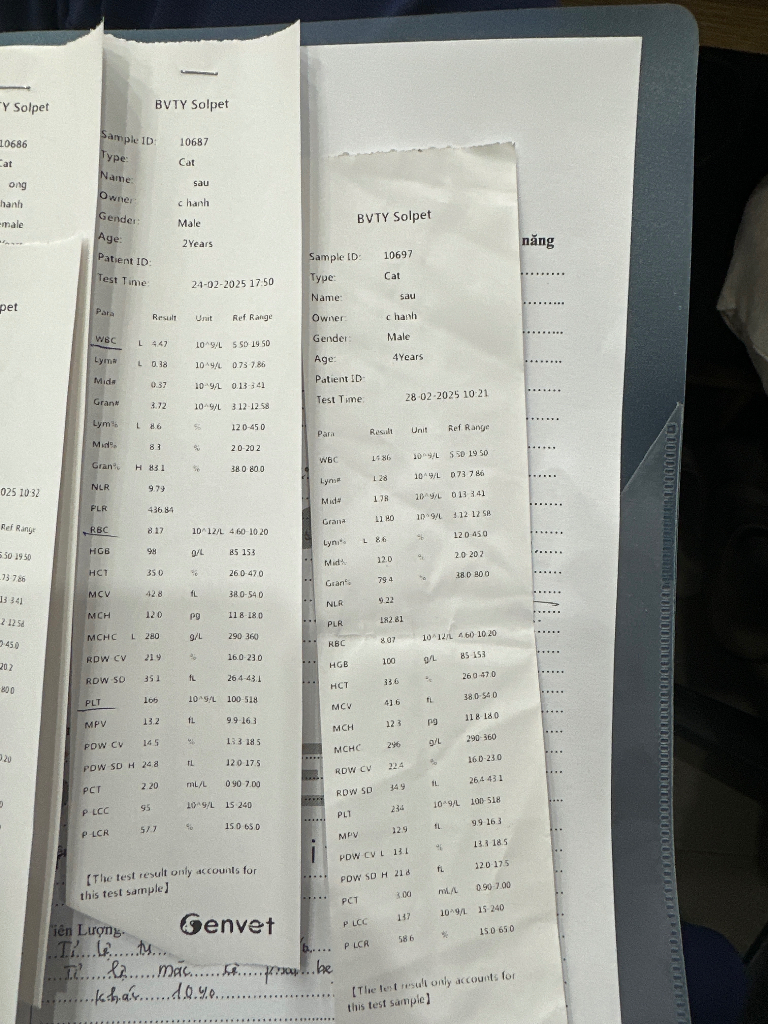 Y Solpet
10686
Cat
ong
hanh
male
pet
025 10:32
Ref Range
5.50-19.50
.73-7.86
13-3.41
2-12.58
0-45.0
20.2
80.0
0.20
BVTY Solpet
Sample ID: 10687
Type: Cat
Name: sau
Owner: c hanh
Gender: Male
Age: 2Years
Patient ID:
Test Time: 24-02-2025 17:50
Para Result Unit Ref Range
WBC L 4.47 10^9/L 5.50-19.50
Lym# L 0.38 10^9/L 0.73-7.86
Mid# 0.37 10^9/L 0.13-3.41
Gran# 3.72 10^9/L 3.12-12.58
Lym% L 8.6 % 12.0-45.0
Mid% 8.3 % 2.0-20.2
Gran% H 83.1 % 38.0-80.0
NLR 9.79
PLR 436.84
RBC 8.17 10^12/L 4.60-10.20
HGB 98 g/L 85-153
HCT 35.0 % 26.0-47.0
MCV 42.8 fL 38.0-54.0
MCH 12.0 pg 11.8-18.0
MCHC L 280 g/L 290-360
RDW-CV 21.9 % 16.0-23.0
RDW-SD 35.1 fL 26.4-43.1
PLT 166 10^9/L 100-518
MPV 13.2 fL 9.9-16.3
PDW-CV 14.5 % 13.3-18.5
PDW-SD H 24.8 fL 12.0-17.5
PCT 2.20 mL/L 0.90-7.00
P-LCC 95 10^9/L 15-240
P-LCR 57.7 % 15.0-65.0
【The test result only accounts for
this test sample】
Genvet
BVTY Solpet
Sample ID: 10697
Type: Cat
Name: sau
Owner: c hanh
Gender: Male
Age: 4Years
Patient ID:
Test Time: 28-02-2025 10:21
Para Result Unit Ref Range
WBC 14.86 10^9/L 5.50-19.50
Lym# 1.28 10^9/L 0.73-7.86
Mid# 1.78 10^9/L 0.13-3.41
Gran# 11.80 10^9/L 3.12-12.58
Lym% L 8.6 % 12.0-45.0
Mid% 12.0 % 2.0-20.2
Gran% 79.4 % 38.0-80.0
NLR 9.22
PLR 182.81
RBC 8.07 10^12/L 4.60-10.20
HGB 100 g/L 85-153
HCT 33.6 % 26.0-47.0
MCV 41.6 fL 38.0-54.0
MCH 12.3 pg 11.8-18.0
MCHC 296 g/L 290-360
RDW-CV 22.4 % 16.0-23.0
RDW-SD 34.9 fL 26.4-43.1
PLT 234 10^9/L 100-518
MPV 12.9 fL 9.9-16.3
PDW-CV L 13.1 % 13.3-18.5
PDW-SD H 21.8 fL 12.0-17.5
PCT 3.00 mL/L 0.90-7.00
P-LCC 137 10^9/L 15-240
P-LCR 58.6 % 15.0-65.0
【The test result only accounts for
this test sample】
năng
iên Lượng.
Tỉ lệ tu
Tỉ lệ mắc be
khác 10%